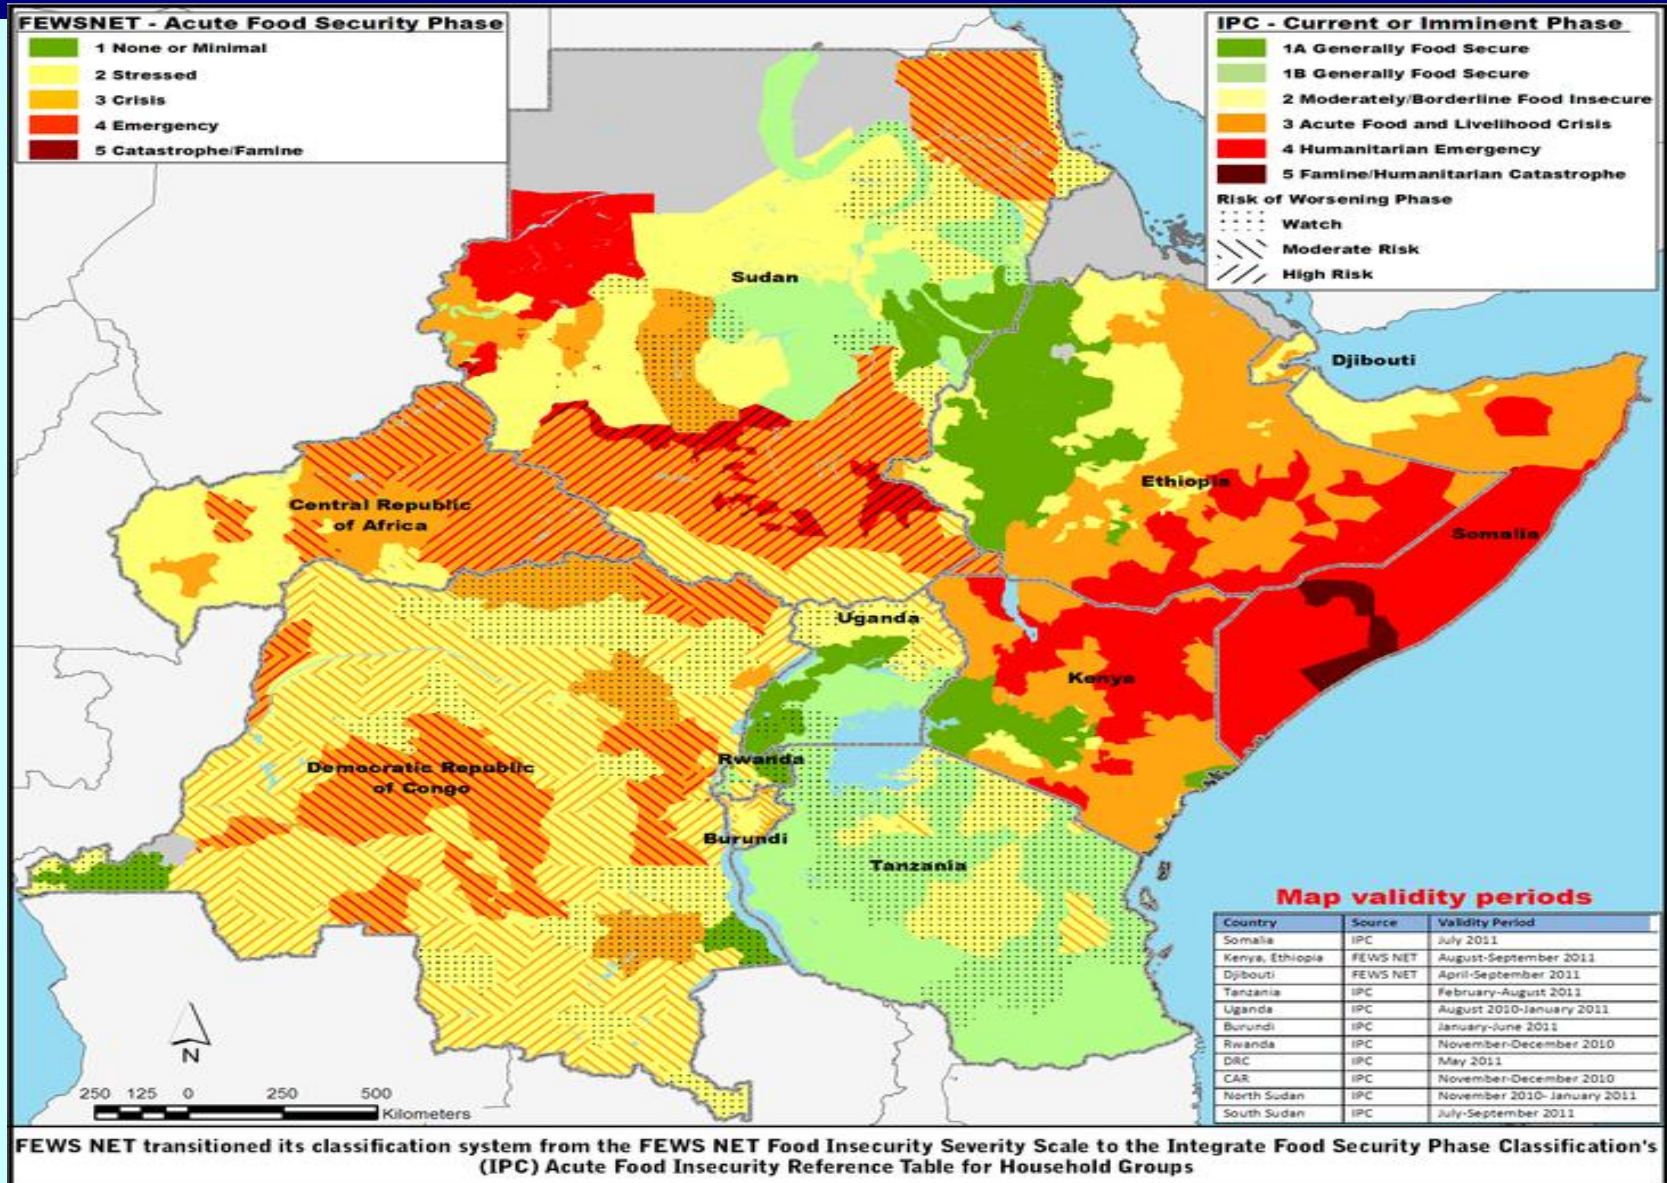 FEWSNET - Acute Food Security Phase
1 None or Minimal
2 Stressed
3 Crisis
4 Emergency
5 Catastrophe/Famine
IPC - Current or Imminent Phase
1A Generally Food Secure
1B Generally Food Secure
2 Moderately/Borderline Food Insecure
3 Acute Food and Livelihood Crisis
4 Humanitarian Emergency
5 Famine/Humanitarian Catastrophe
Risk of Worsening Phase
Watch
Moderate Risk
High Risk
Sudan
Djibouti
Ethiopia
Central Republic
of Africa
Somalia
Uganda
Kenya
Rwanda
Democratic Republic
of Congo
Burundi
Tanzania
Map validity periods
Country Source Validity Period
Somalia IPC July 2011
Kenya, Ethiopia FEWS NET August-September 2011
Djibouti FEWS NET April-September 2011
Tanzania IPC February-August 2011
Uganda IPC August 2010-January 2011
Burundi IPC January-June 2011
Rwanda IPC November-December 2010
DRC IPC May 2011
CAR IPC November-December 2010
North Sudan IPC November 2010- January 2011
South Sudan IPC July-September 2011
N
250 125 0 250 500
Kilometers
FEWS NET transitioned its classification system from the FEWS NET Food Insecurity Severity Scale to the Integrate Food Security Phase Classification's
(IPC) Acute Food Insecurity Reference Table for Household Groups